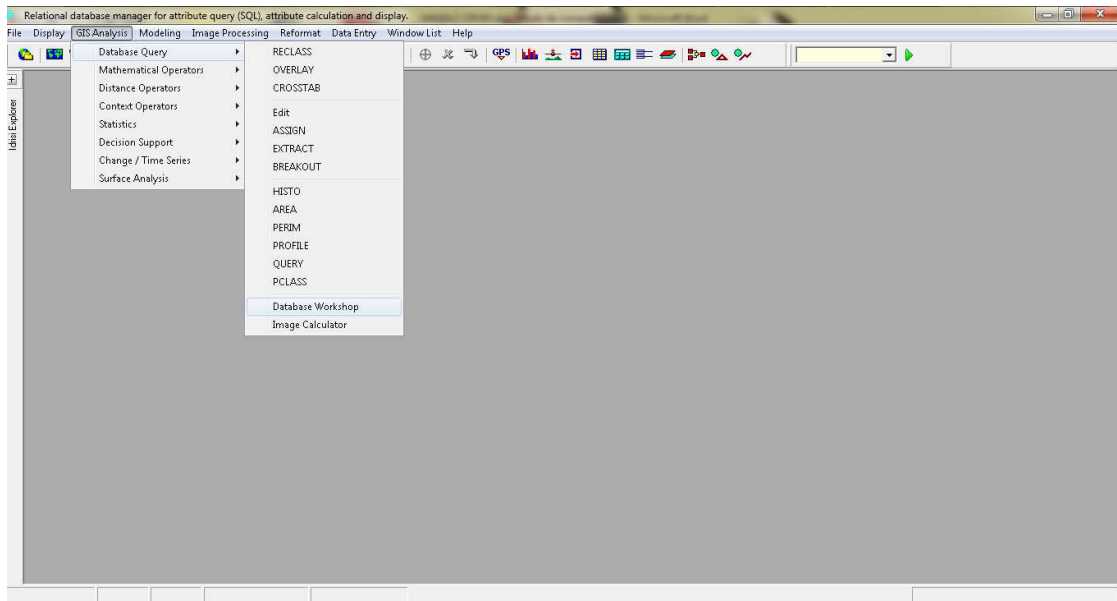 Relational database manager for attribute query (SQL), attribute calculation and display.
File Display GIS Analysis Modeling Image Processing Reformat Data Entry Window List Help
GPS
Idrisi Explorer
Database Query
Mathematical Operators
Distance Operators
Context Operators
Statistics
Decision Support
Change / Time Series
Surface Analysis
RECLASS
OVERLAY
CROSSTAB
Edit
ASSIGN
EXTRACT
BREAKOUT
HISTO
AREA
PERIM
PROFILE
QUERY
PCLASS
Database Workshop
Image Calculator